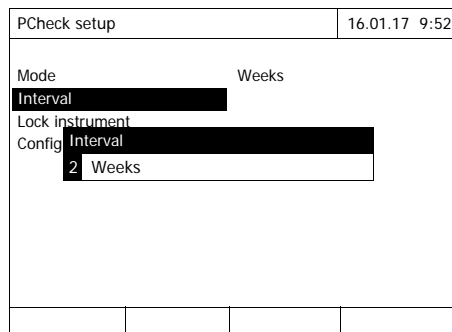 PCheck setup 16.01.17 9:52
Mode Weeks
Interval
Lock instrument
Config
Interval
2 Weeks